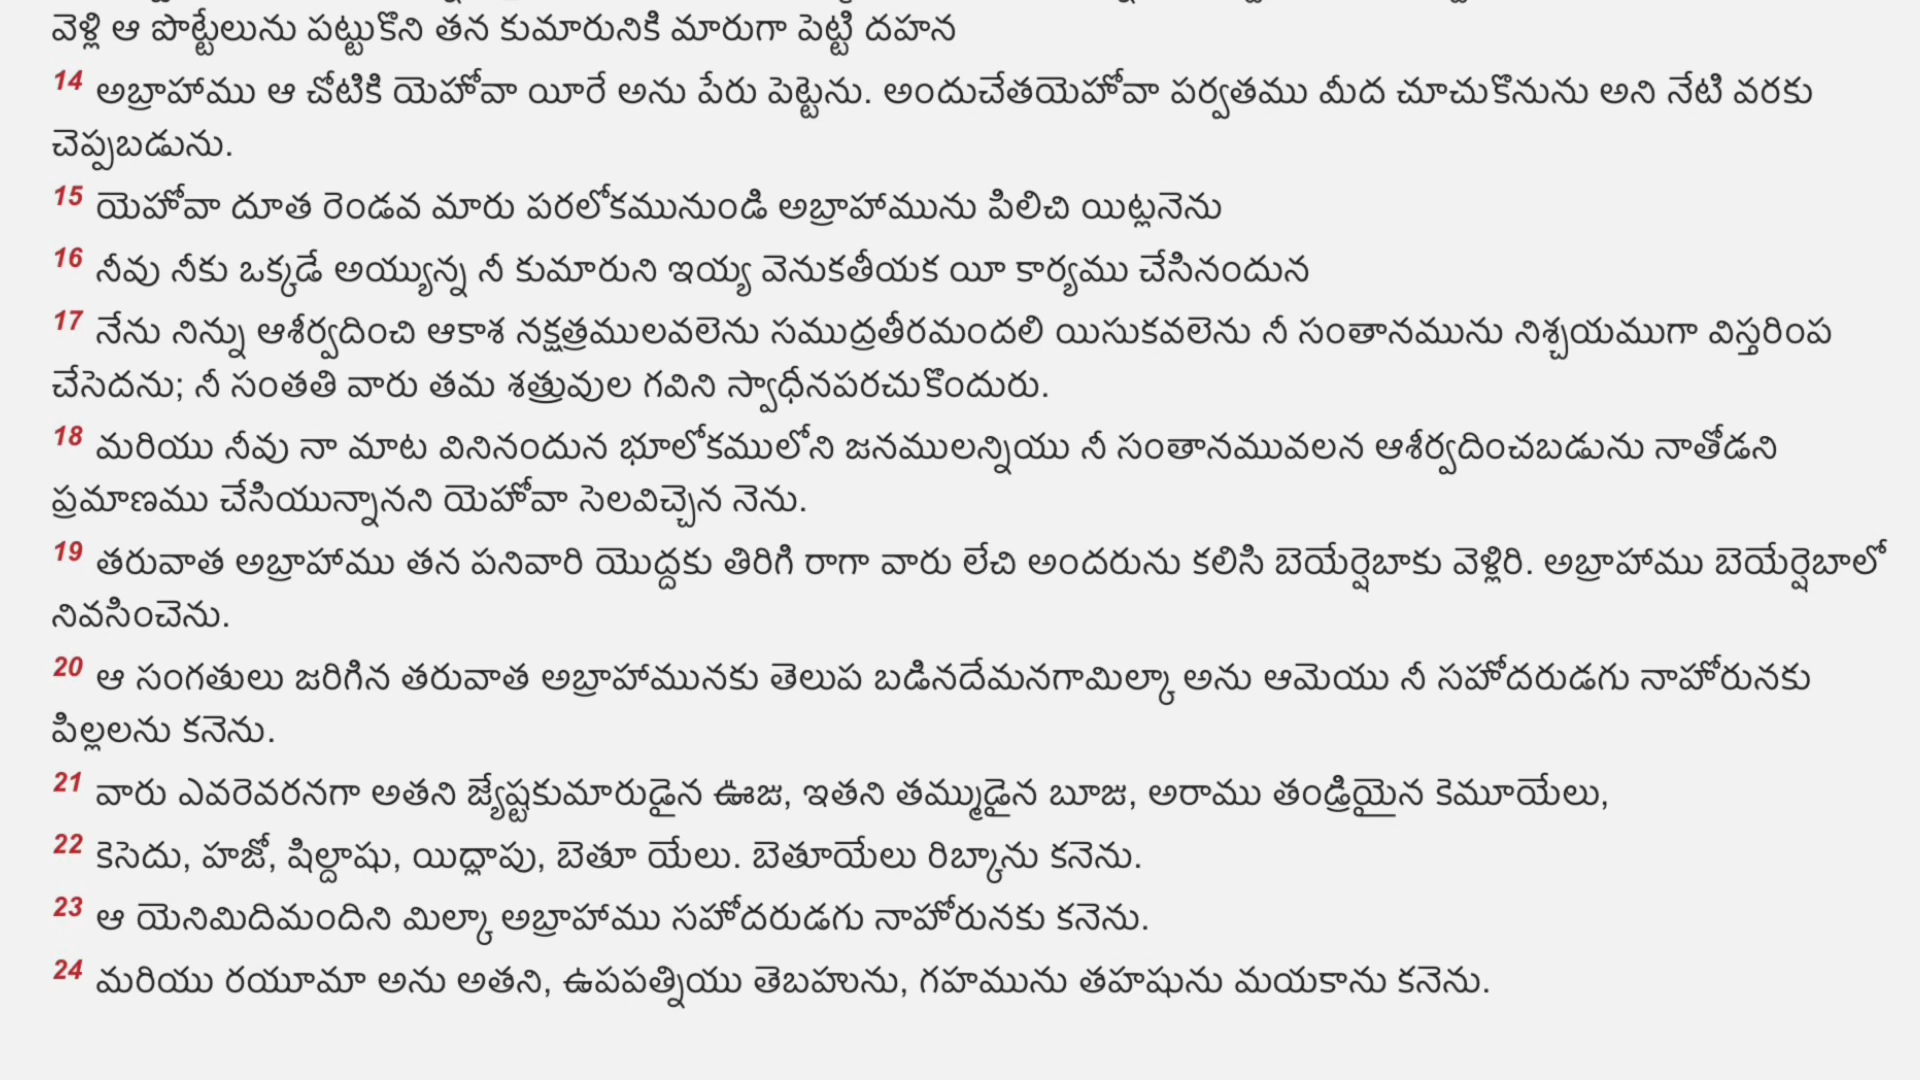 వెళ్లి ఆ పొట్టేలును పట్టుకొని తన కుమారునికి మారుగా పెట్టి దహన
14 అబ్రాహాము ఆ చోటికి యెహోవా యీరే అను పేరు పెట్టెను. అందుచేతయెహోవా పర్వతము మీద చూచుకొనును అని నేటి వరకు
చెప్పబడును.
15 యెహోవా దూత రెండవ మారు పరలోకమునుండి అబ్రాహామును పిలిచి యిట్లనెను
16 నీవు నీకు ఒక్కడే అయ్యున్న నీ కుమారుని ఇయ్య వెనుకతీయక యీ కార్యము చేసినందున
17 నేను నిన్ను ఆశీర్వదించి ఆకాశ నక్షత్రములవలెను సముద్రతీరమందలి యిసుకవలెను నీ సంతానమును నిశ్చయముగా విస్తరింప
చేసెదను; నీ సంతతి వారు తమ శత్రువుల గవిని స్వాధీనపరచుకొందురు.
18 మరియు నీవు నా మాట వినినందున భూలోకములోని జనములన్నియు నీ సంతానమువలన ఆశీర్వదించబడును నాతోడని
ప్రమాణము చేసియున్నానని యెహోవా సెలవిచ్చెన నెను.
19 తరువాత అబ్రాహాము తన పనివారి యొద్దకు తిరిగి రాగా వారు లేచి అందరును కలిసి బెయేర్షెబాకు వెళ్లిరి. అబ్రాహాము బెయేర్షెబాలో
నివసించెను.
20 ఆ సంగతులు జరిగిన తరువాత అబ్రాహామునకు తెలుప బడినదేమనగామిల్కా అను ఆమెయు నీ సహోదరుడగు నాహోరునకు
పిల్లలను కనెను.
21 వారు ఎవరెవరనగా అతని జ్యేష్టకుమారుడైన ఊజు, ఇతని తమ్ముడైన బూజు, అరాము తండ్రియైన కెమూయేలు,
22 కెసెదు, హజో, షిల్దాషు, యిద్లాపు, బెతూ యేలు. బెతూయేలు రిబ్కాను కనెను.
23 ఆ యెనిమిదిమందిని మిల్కా అబ్రాహాము సహోదరుడగు నాహోరునకు కనెను.
24 మరియు రయూమా అను అతని, ఉపపత్నియు తెబహును, గహమును తహషును మయకాను కనెను.